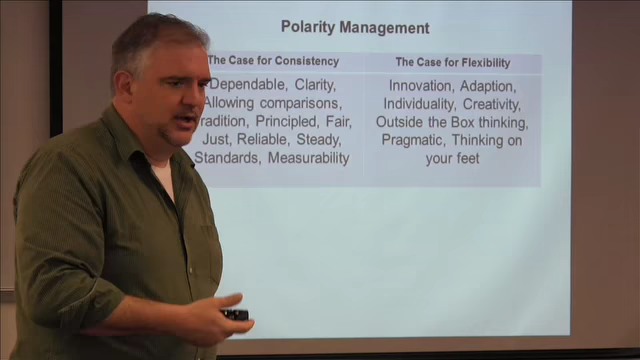 Polarity Management
The Case for Consistency
Dependable, Clarity,
Allowing comparisons,
radition, Principled, Fair,
Just, Reliable, Steady,
Standards, Measurability
The Case for Flexibility
Innovation, Adaption,
Individuality, Creativity,
Outside the Box thinking,
Pragmatic, Thinking on
your feet